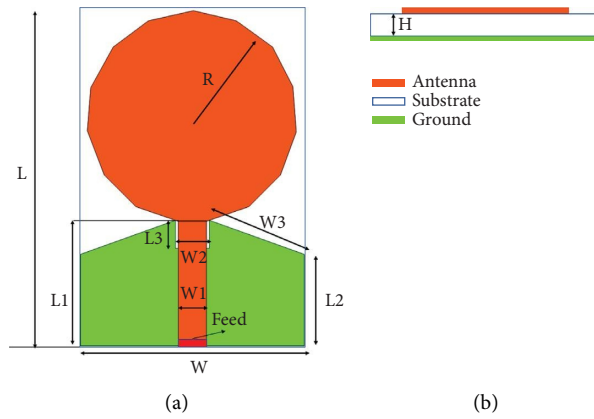 R
L
W3
L3
W2
L1
W1
L2
Feed
W
(a)
H
Antenna
Substrate
Ground
(b)